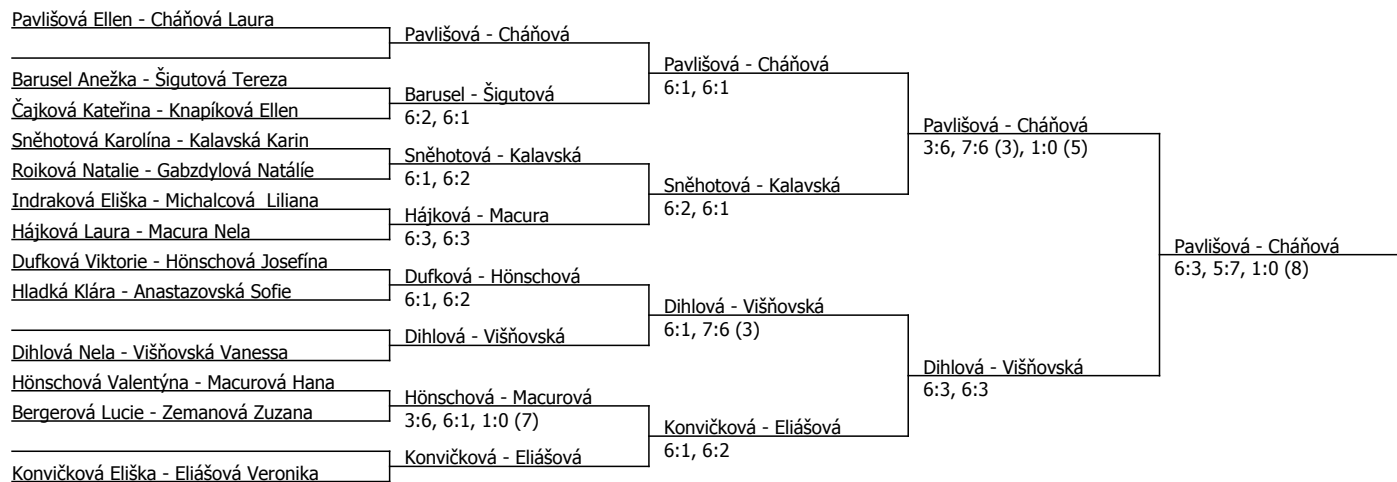 Pavlišová Ellen - Cháňová Laura
Barusel Anežka - Šigutová Tereza
Čajková Kateřina - Knapíková Ellen
Sněhotová Karolína - Kalavská Karin
Roiková Natalie - Gabzdylová Natálíe
Indraková Eliška - Michalcová  Liliana
Hájková Laura - Macura Nela
Dufková Viktorie - Hönschová Josefína
Hladká Klára - Anastazovská Sofie
Dihlová Nela - Višňovská Vanessa
Hönschová Valentýna - Macurová Hana
Bergerová Lucie - Zemanová Zuzana
Konvičková Eliška - Eliášová Veronika
Pavlišová - Cháňová
Barusel - Šigutová
6:2, 6:1
Sněhotová - Kalavská
6:1, 6:2
Hájková - Macura
6:3, 6:3
Dufková - Hönschová
6:1, 6:2
Dihlová - Višňovská
Hönschová - Macurová
3:6, 6:1, 1:0 (7)
Konvičková - Eliášová
Pavlišová - Cháňová
6:1, 6:1
Sněhotová - Kalavská
6:2, 6:1
Dihlová - Višňovská
6:1, 7:6 (3)
Konvičková - Eliášová
6:1, 6:2
Pavlišová - Cháňová
3:6, 7:6 (3), 1:0 (5)
Dihlová - Višňovská
6:3, 6:3
Pavlišová - Cháňová
6:3, 5:7, 1:0 (8)